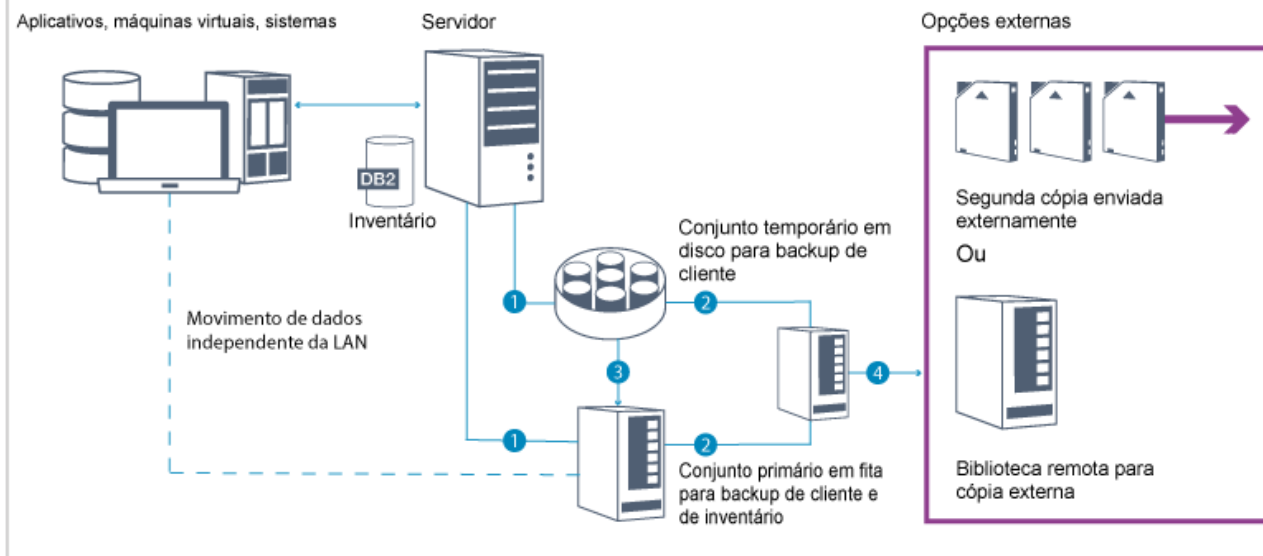 Aplicativos, máquinas virtuais, sistemas
Servidor
Opções externas
DB2
Inventário
Segunda cópia enviada
externamente
Ou
Conjunto temporário em
disco para backup de
cliente
1
2
Movimento de dados
independente da LAN
3
4
1
2
Conjunto primário em fita
para backup de cliente e
de inventário
Biblioteca remota para
cópia externa